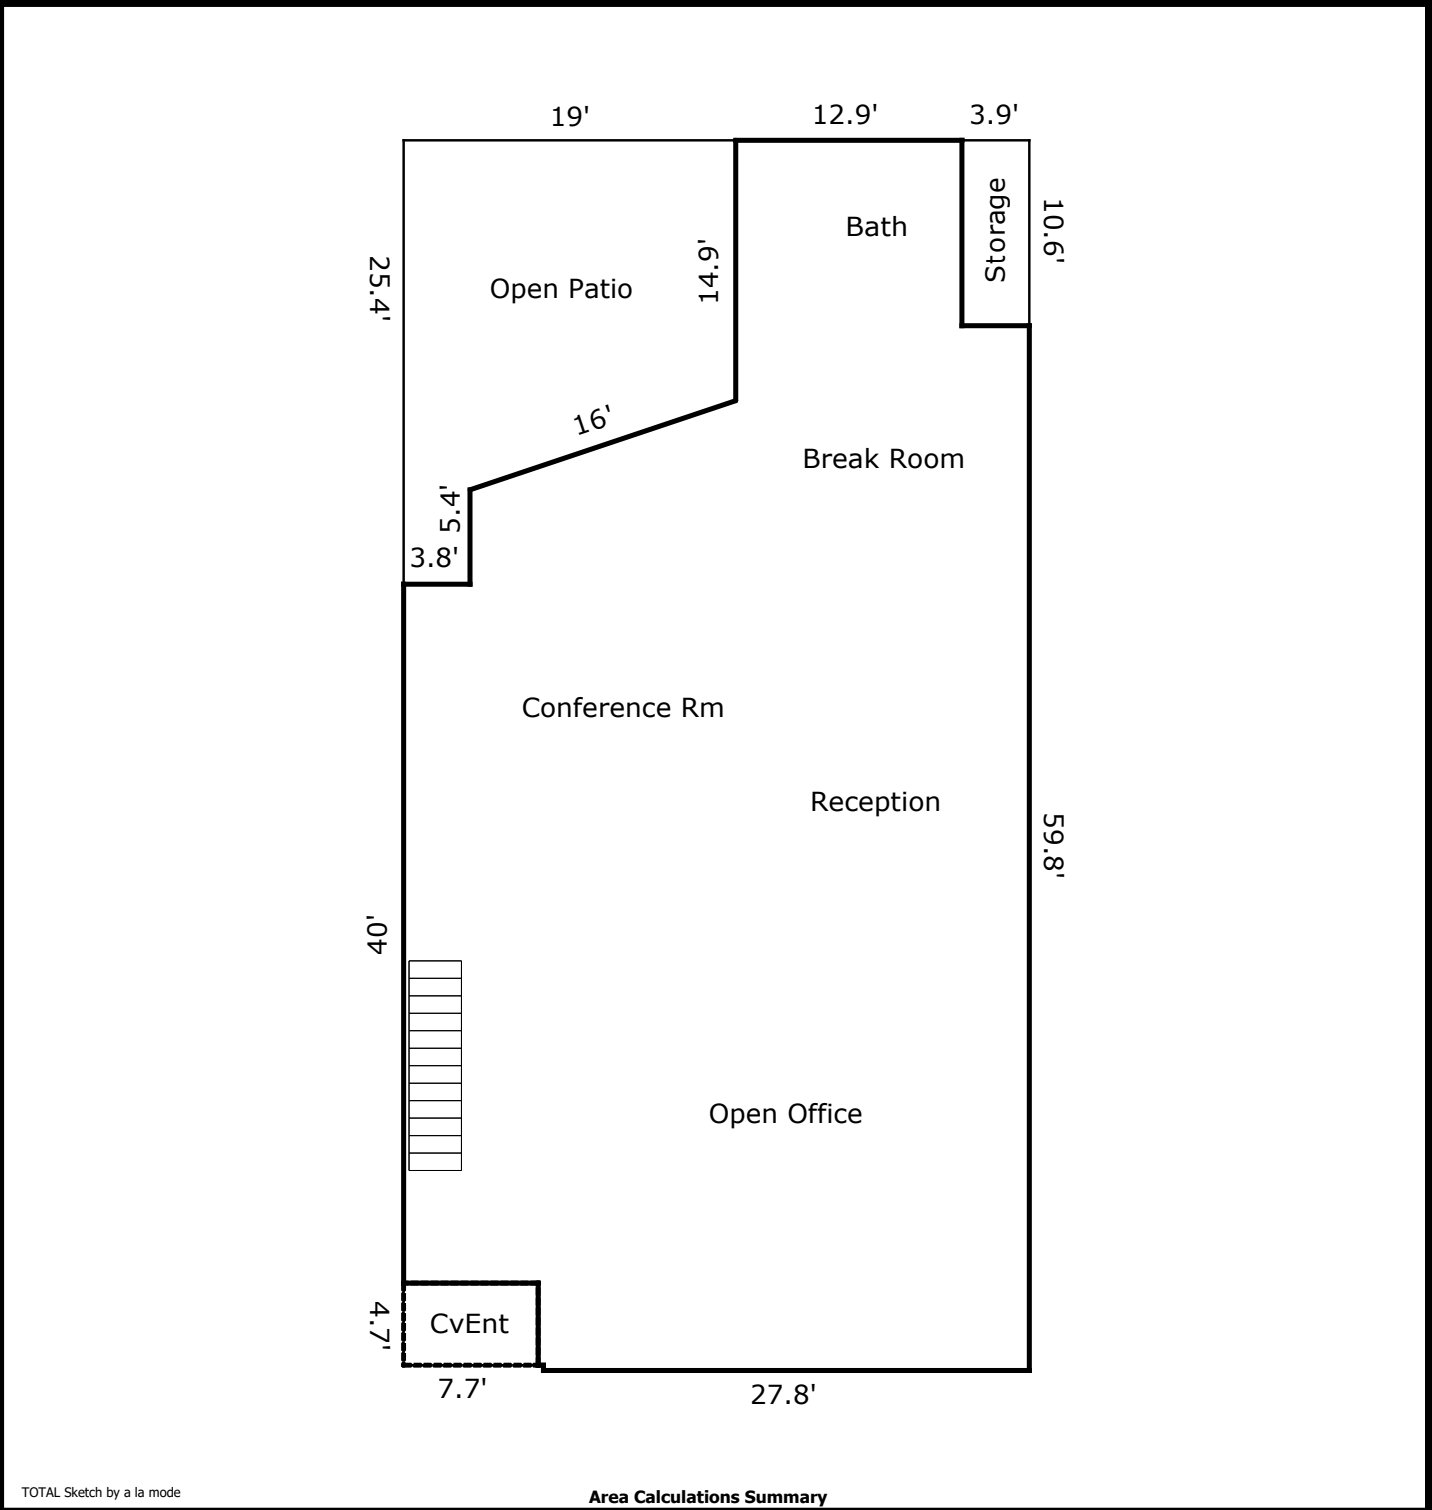 19'
12.9'
3.9'
Storage
10.6'
Bath
25.4'
Open Patio
14.9'
16'
Break Room
5.4'
3.8'
Conference Rm
Reception
59.8'
40'
Open Office
4.7'
CvEnt
7.7'
27.8'
TOTAL Sketch by a la mode
Area Calculations Summary